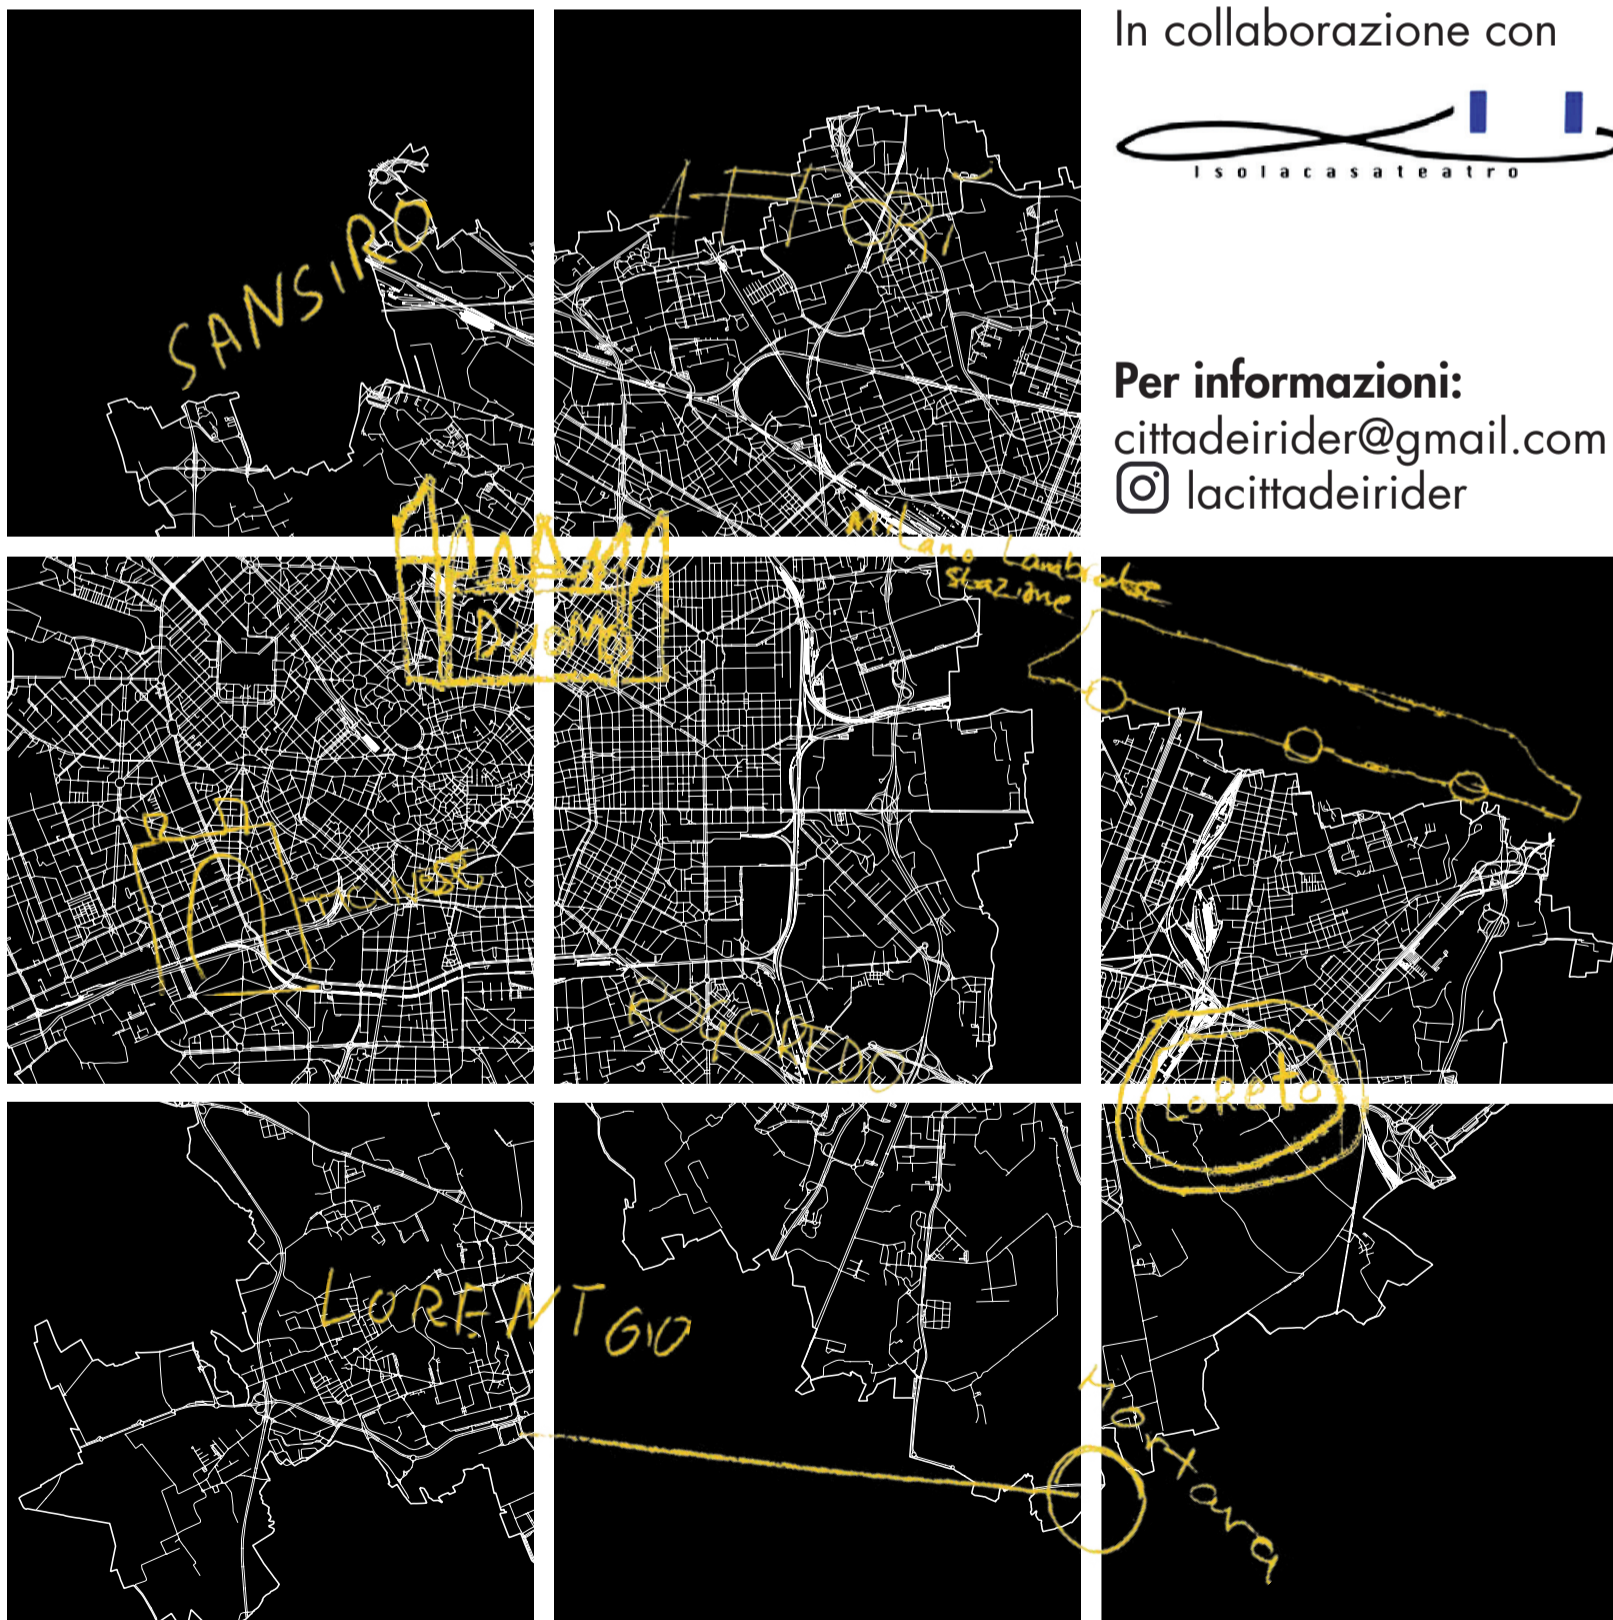 In collaborazione con
Isolacasateatro
AFFORI
SANSIRO
Per informazioni:
cittadeirider@gmail.com
lacittadeirider
Milano Lambrate
stazione
DUOMO
ROGOREDO
LOREto
LORENTGIO
Mortara